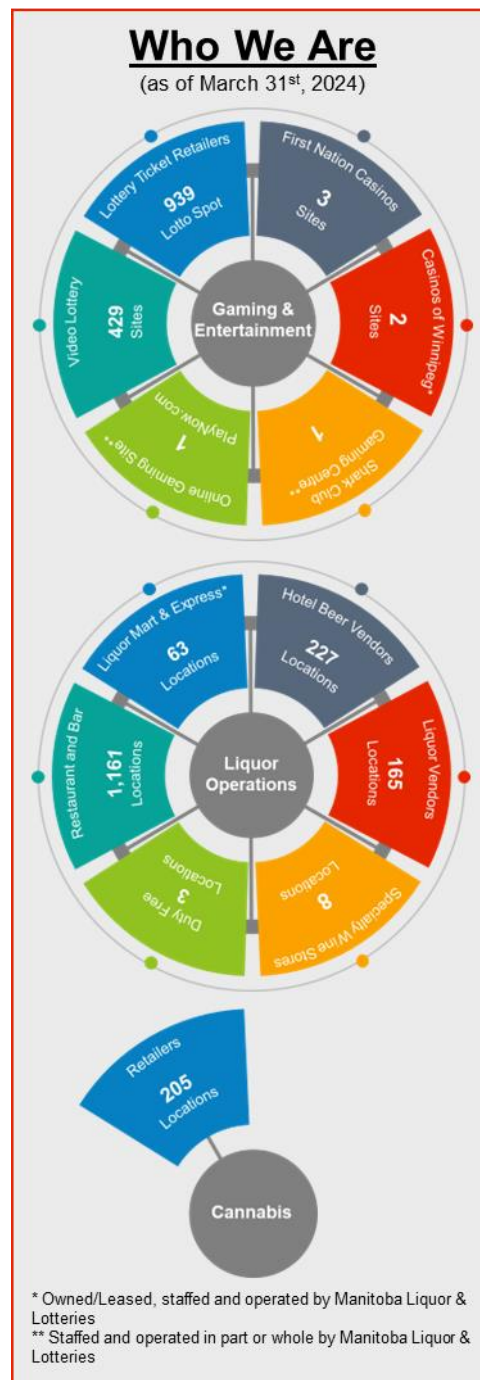 Who We Are
(as of March 31st, 2024)
Lottery Ticket Retailers
939
Lotto Spot
First Nation Casinos
3
Sites
Casinos of Winnipeg*
2
Sites
Shark Club
Gaming Centre**
1
Online Gaming Site**
PlayNow.com
1
Video Lottery
429
Sites
Gaming &
Entertainment
Liquor Mart & Express*
63
Locations
Hotel Beer Vendors
227
Locations
Liquor Vendors
165
Locations
Specialty Wine Stores
8
Locations
Duty Free
3
Locations
Restaurant and Bar
1,161
Locations
Liquor
Operations
Retailers
205
Locations
Cannabis
* Owned/Leased, staffed and operated by Manitoba Liquor &
Lotteries
** Staffed and operated in part or whole by Manitoba Liquor &
Lotteries